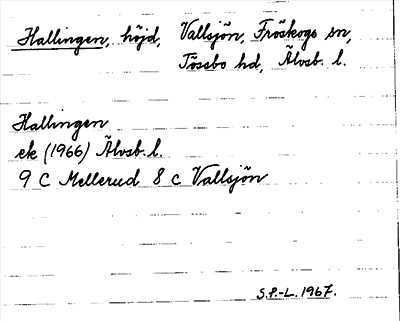 Hallingen, höjd, Vallsjön, Fröskogs sn,
Tössbo hd, Älvsb. l.
Hallingen
ek (1966) Älvsb. l.
9 C Mellerud 8 c Vallsjön
S.P.-L. 1967.